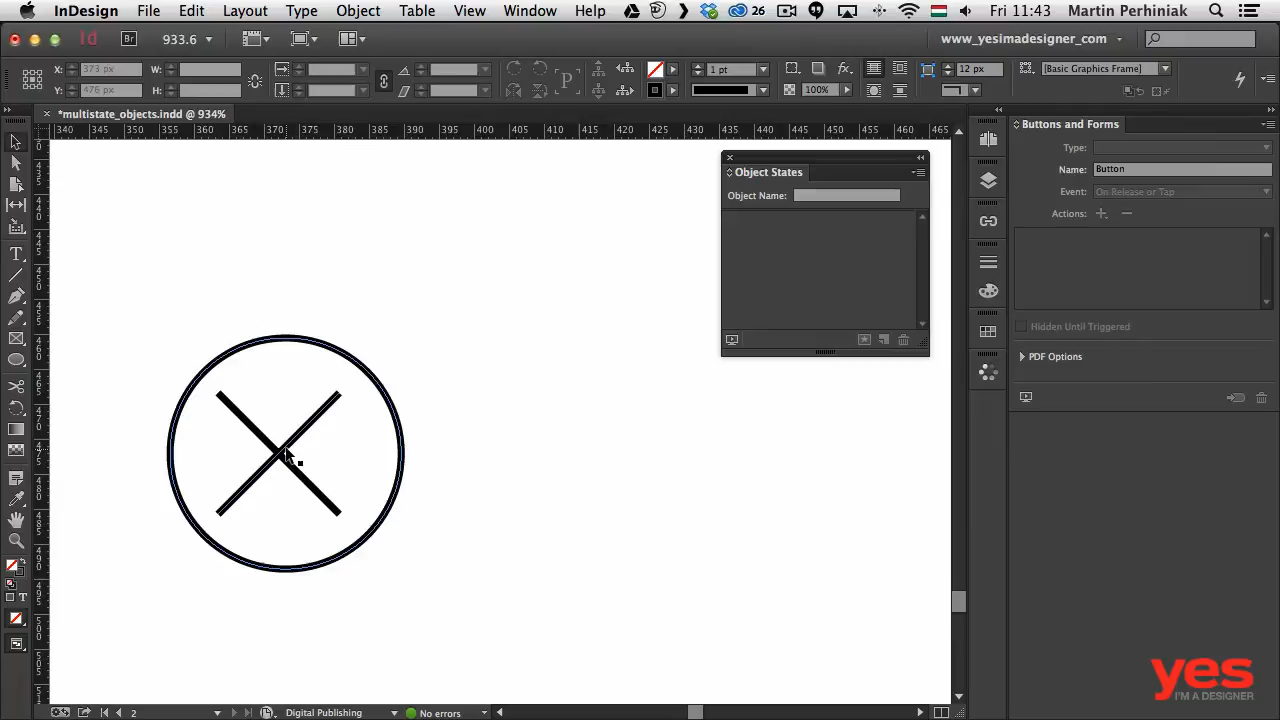 InDesign File Edit Layout Type Object Table View Window Help 26 Fri 11:43 Martin Perhiniak
Id Br 933.6 www_yesimadesigner_com
X: 373 px W: 1 pt fx 12 px [Basic Graphics Frame]
Y: 476 px H: P 100%
*multistate_objects.indd @ 934%
340 345 350 355 360 365 370 375 380 385 390 395 400 405 410 415 420 425 430 435 440 445 450 455 460 465
Object States
Object Name:
Buttons and Forms
Type:
Name: Button
Event: On Release or Tap
Actions:
Hidden Until Triggered
PDF Options
2 Digital Publishing No errors
yes
I'M A DESIGNER